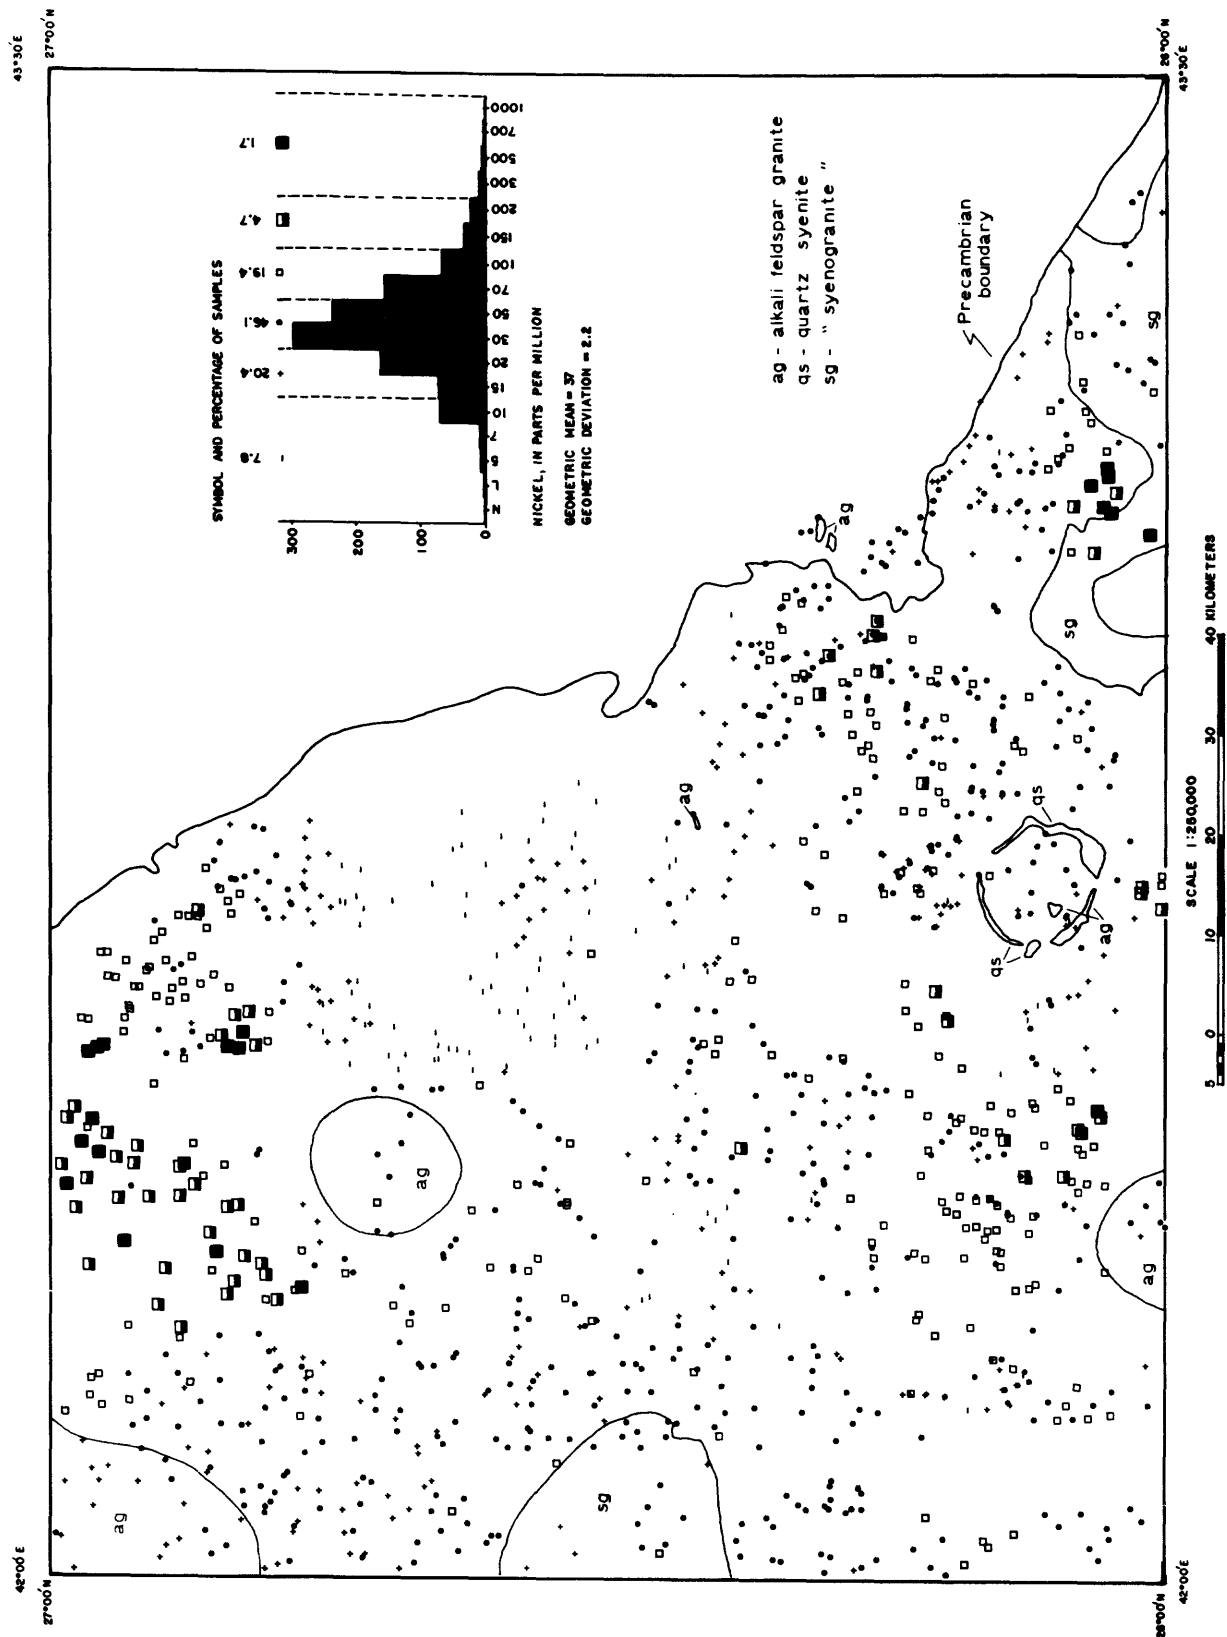 42°00'E
27°00'N
43°30'E
27°00'N
SYMBOL AND PERCENTAGE OF SAMPLES
7.8
20.4
46.1
19.4
4.7
1.7
300
200
100
0
N L 5 7 10 15 20 30 50 70 100 150 200 300 500 700 1000
NICKEL, IN PARTS PER MILLION
GEOMETRIC MEAN = 37
GEOMETRIC DEVIATION = 2.2
ag - alkali feldspar granite
qs - quartz syenite
sg - " syenogranite "
Precambrian
boundary
ag
ag
sg
ag
ag
qs
qs
ag
ag
sg
sg
26°00'N
42°00'E
26°00'N
43°30'E
SCALE 1:250,000
5 0 10 20 30 40 KILOMETERS